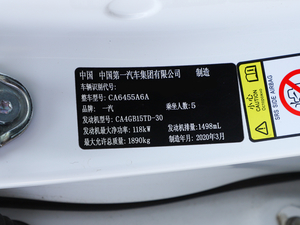 中国 中国第一汽车集团有限公司 制造
车辆识别代号:
整车型号: CA6455A6A
品牌: 一汽 乘坐人数: 5
发动机型号: CA4GB15TD-30
发动机最大净功率: 118kW 发动机排量: 1498mL
最大允许总质量: 1890kg 制造年月: 2020年3月
小心
SRS SIDE AIRBAG